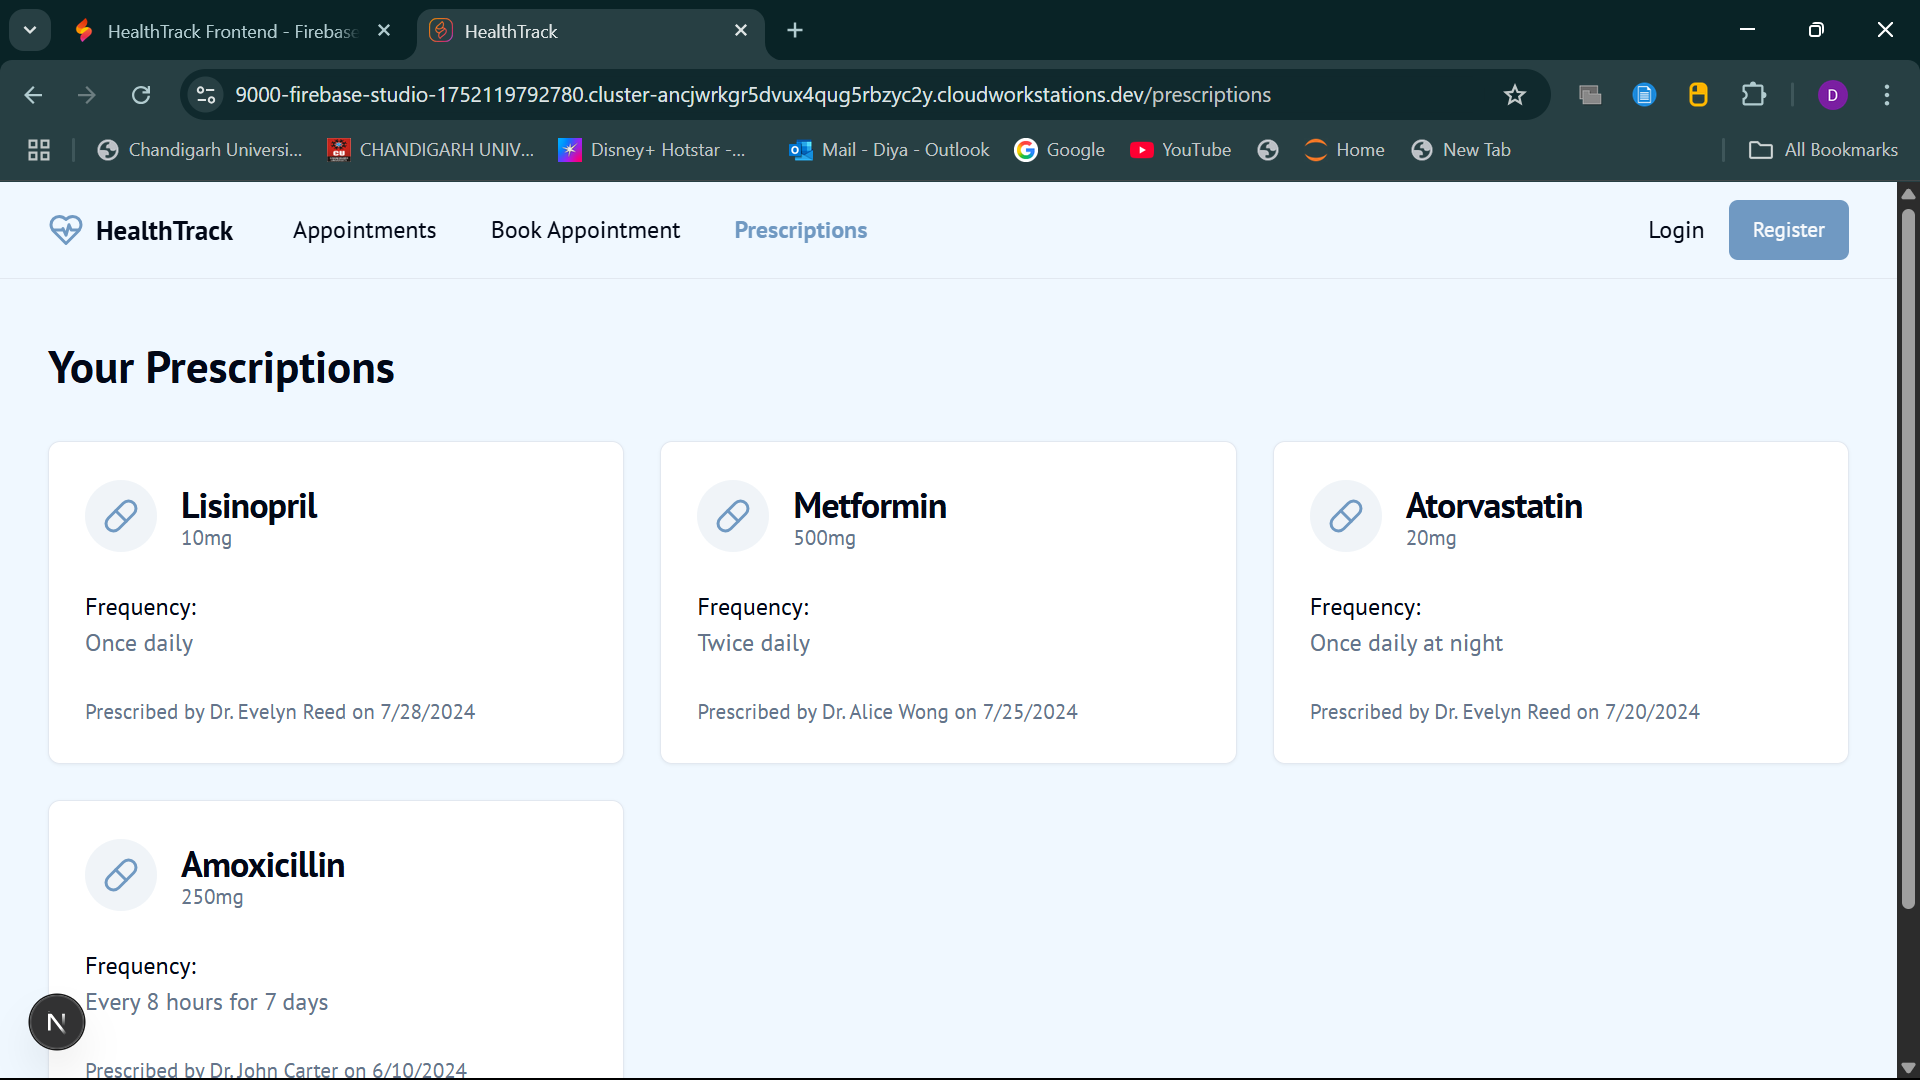 HealthTrack Frontend - Firebase
HealthTrack
9000-firebase-studio-1752119792780.cluster-ancjwrkgr5dvux4qug5rbzyc2y.cloudworkstations.dev/prescriptions
D
Chandigarh Universi...
CHANDIGARH UNIV...
Disney+ Hotstar -...
Mail - Diya - Outlook
Google
YouTube
Home
New Tab
All Bookmarks
HealthTrack
Appointments
Book Appointment
Prescriptions
Login
Register
Your Prescriptions
Lisinopril
10mg
Frequency:
Once daily
Prescribed by Dr. Evelyn Reed on 7/28/2024
Metformin
500mg
Frequency:
Twice daily
Prescribed by Dr. Alice Wong on 7/25/2024
Atorvastatin
20mg
Frequency:
Once daily at night
Prescribed by Dr. Evelyn Reed on 7/20/2024
Amoxicillin
250mg
Frequency:
Every 8 hours for 7 days
Prescribed by Dr. John Carter on 6/10/2024
N